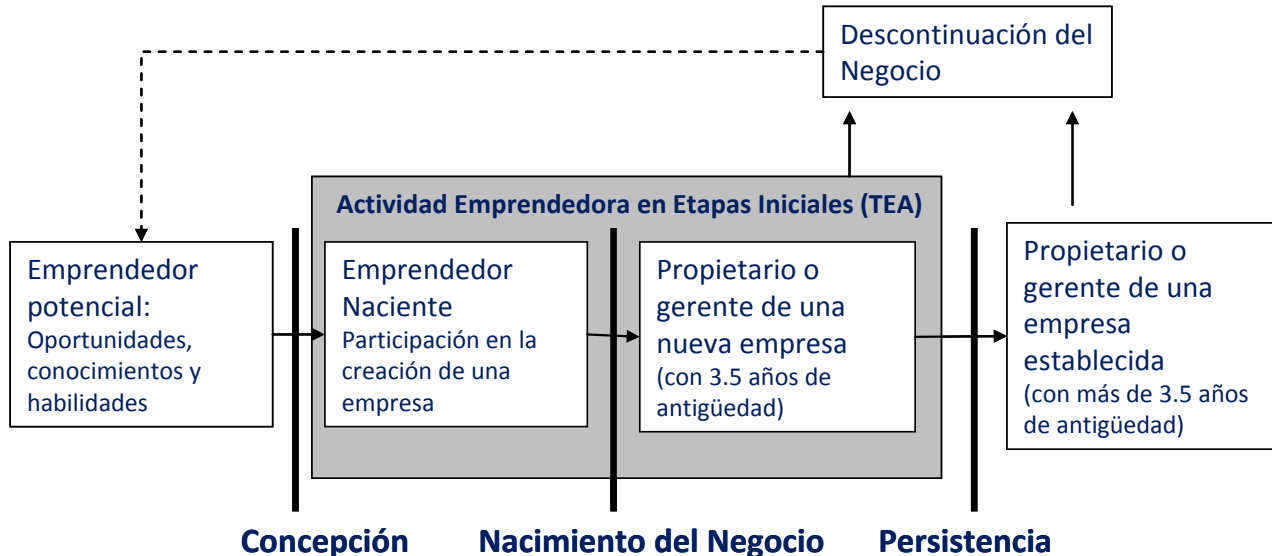 Descontinuación del
Negocio
Actividad Emprendedora en Etapas Iniciales (TEA)
Emprendedor
potencial:
Oportunidades,
conocimientos y
habilidades
Emprendedor
Naciente
Participación en la
creación de una
empresa
Propietario o
gerente de una
nueva empresa
(con 3.5 años de
antigüedad)
Propietario o
gerente de una
empresa
establecida
(con más de 3.5 años
de antigüedad)
Concepción
Nacimiento del Negocio
Persistencia